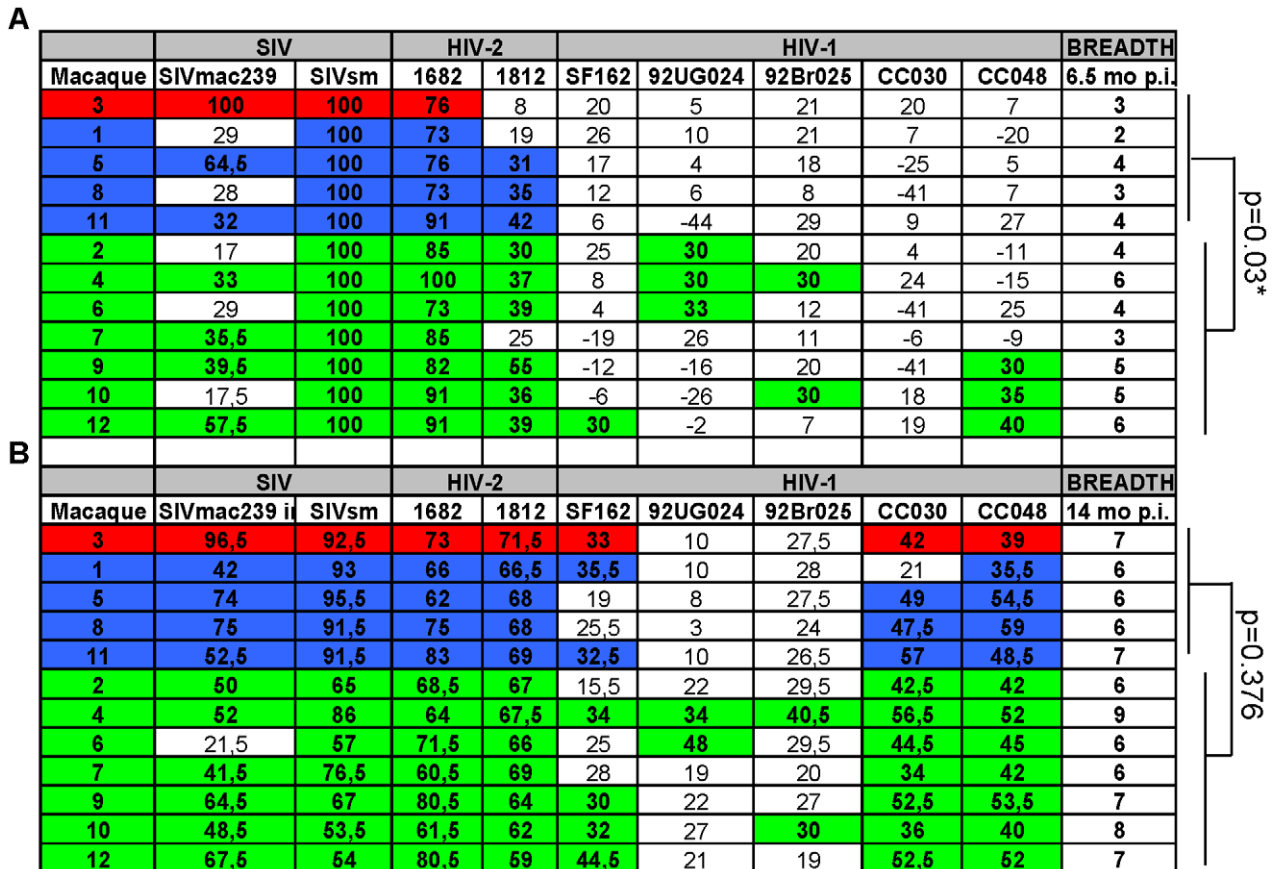 A
SIV HIV-2 HIV-1 BREADTH
Macaque SIVmac239 SIVsm 1682 1812 SF162 92UG024 92Br025 CC030 CC048 6.5 mo p.i.
3 100 100 76 8 20 5 21 20 7 3
1 29 100 73 19 26 10 21 7 -20 2
5 64,5 100 76 31 17 4 18 -25 5 4
8 28 100 73 35 12 6 8 -41 7 3
11 32 100 91 42 6 -44 29 9 27 4
2 17 100 85 30 25 30 20 4 -11 4
4 33 100 100 37 8 30 30 24 -15 6
6 29 100 73 39 4 33 12 -41 25 4
7 35,5 100 85 25 -19 26 11 -6 -9 3
9 39,5 100 82 55 -12 -16 20 -41 30 5
10 17,5 100 91 36 -6 -26 30 18 35 5
12 57,5 100 91 39 30 -2 7 19 40 6
p=0.03*
B
SIV HIV-2 HIV-1 BREADTH
Macaque SIVmac239 in SIVsm 1682 1812 SF162 92UG024 92Br025 CC030 CC048 14 mo p.i.
3 96,5 92,5 73 71,5 33 10 27,5 42 39 7
1 42 93 66 66,5 35,5 10 28 21 35,5 6
5 74 95,5 62 68 19 8 27,5 49 54,5 6
8 75 91,5 75 68 25,5 3 24 47,5 59 6
11 52,5 91,5 83 69 32,5 10 26,5 57 48,5 7
2 50 65 68,5 67 15,5 22 29,5 42,5 42 6
4 52 86 64 67,5 34 34 40,5 56,5 52 9
6 21,5 57 71,5 66 25 48 29,5 44,5 45 6
7 41,5 76,5 60,5 69 28 19 20 34 42 6
9 64,5 67 80,5 64 30 22 27 52,5 53,5 7
10 48,5 53,5 61,5 62 32 27 30 36 40 8
12 67,5 54 80,5 59 44,5 21 19 52,5 52 7
p=0.376